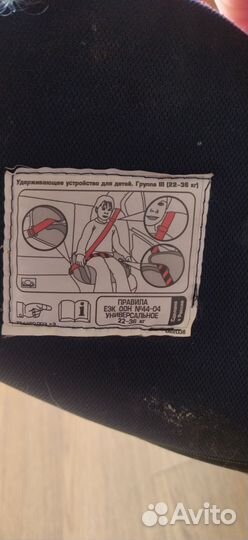 Удерживающее устройство для детей. Группа III (22-36 кг)
ПРАВИЛА
ЕЭК ООН №44-04
УНИВЕРСАЛЬНОЕ
22-36 кг
Avito